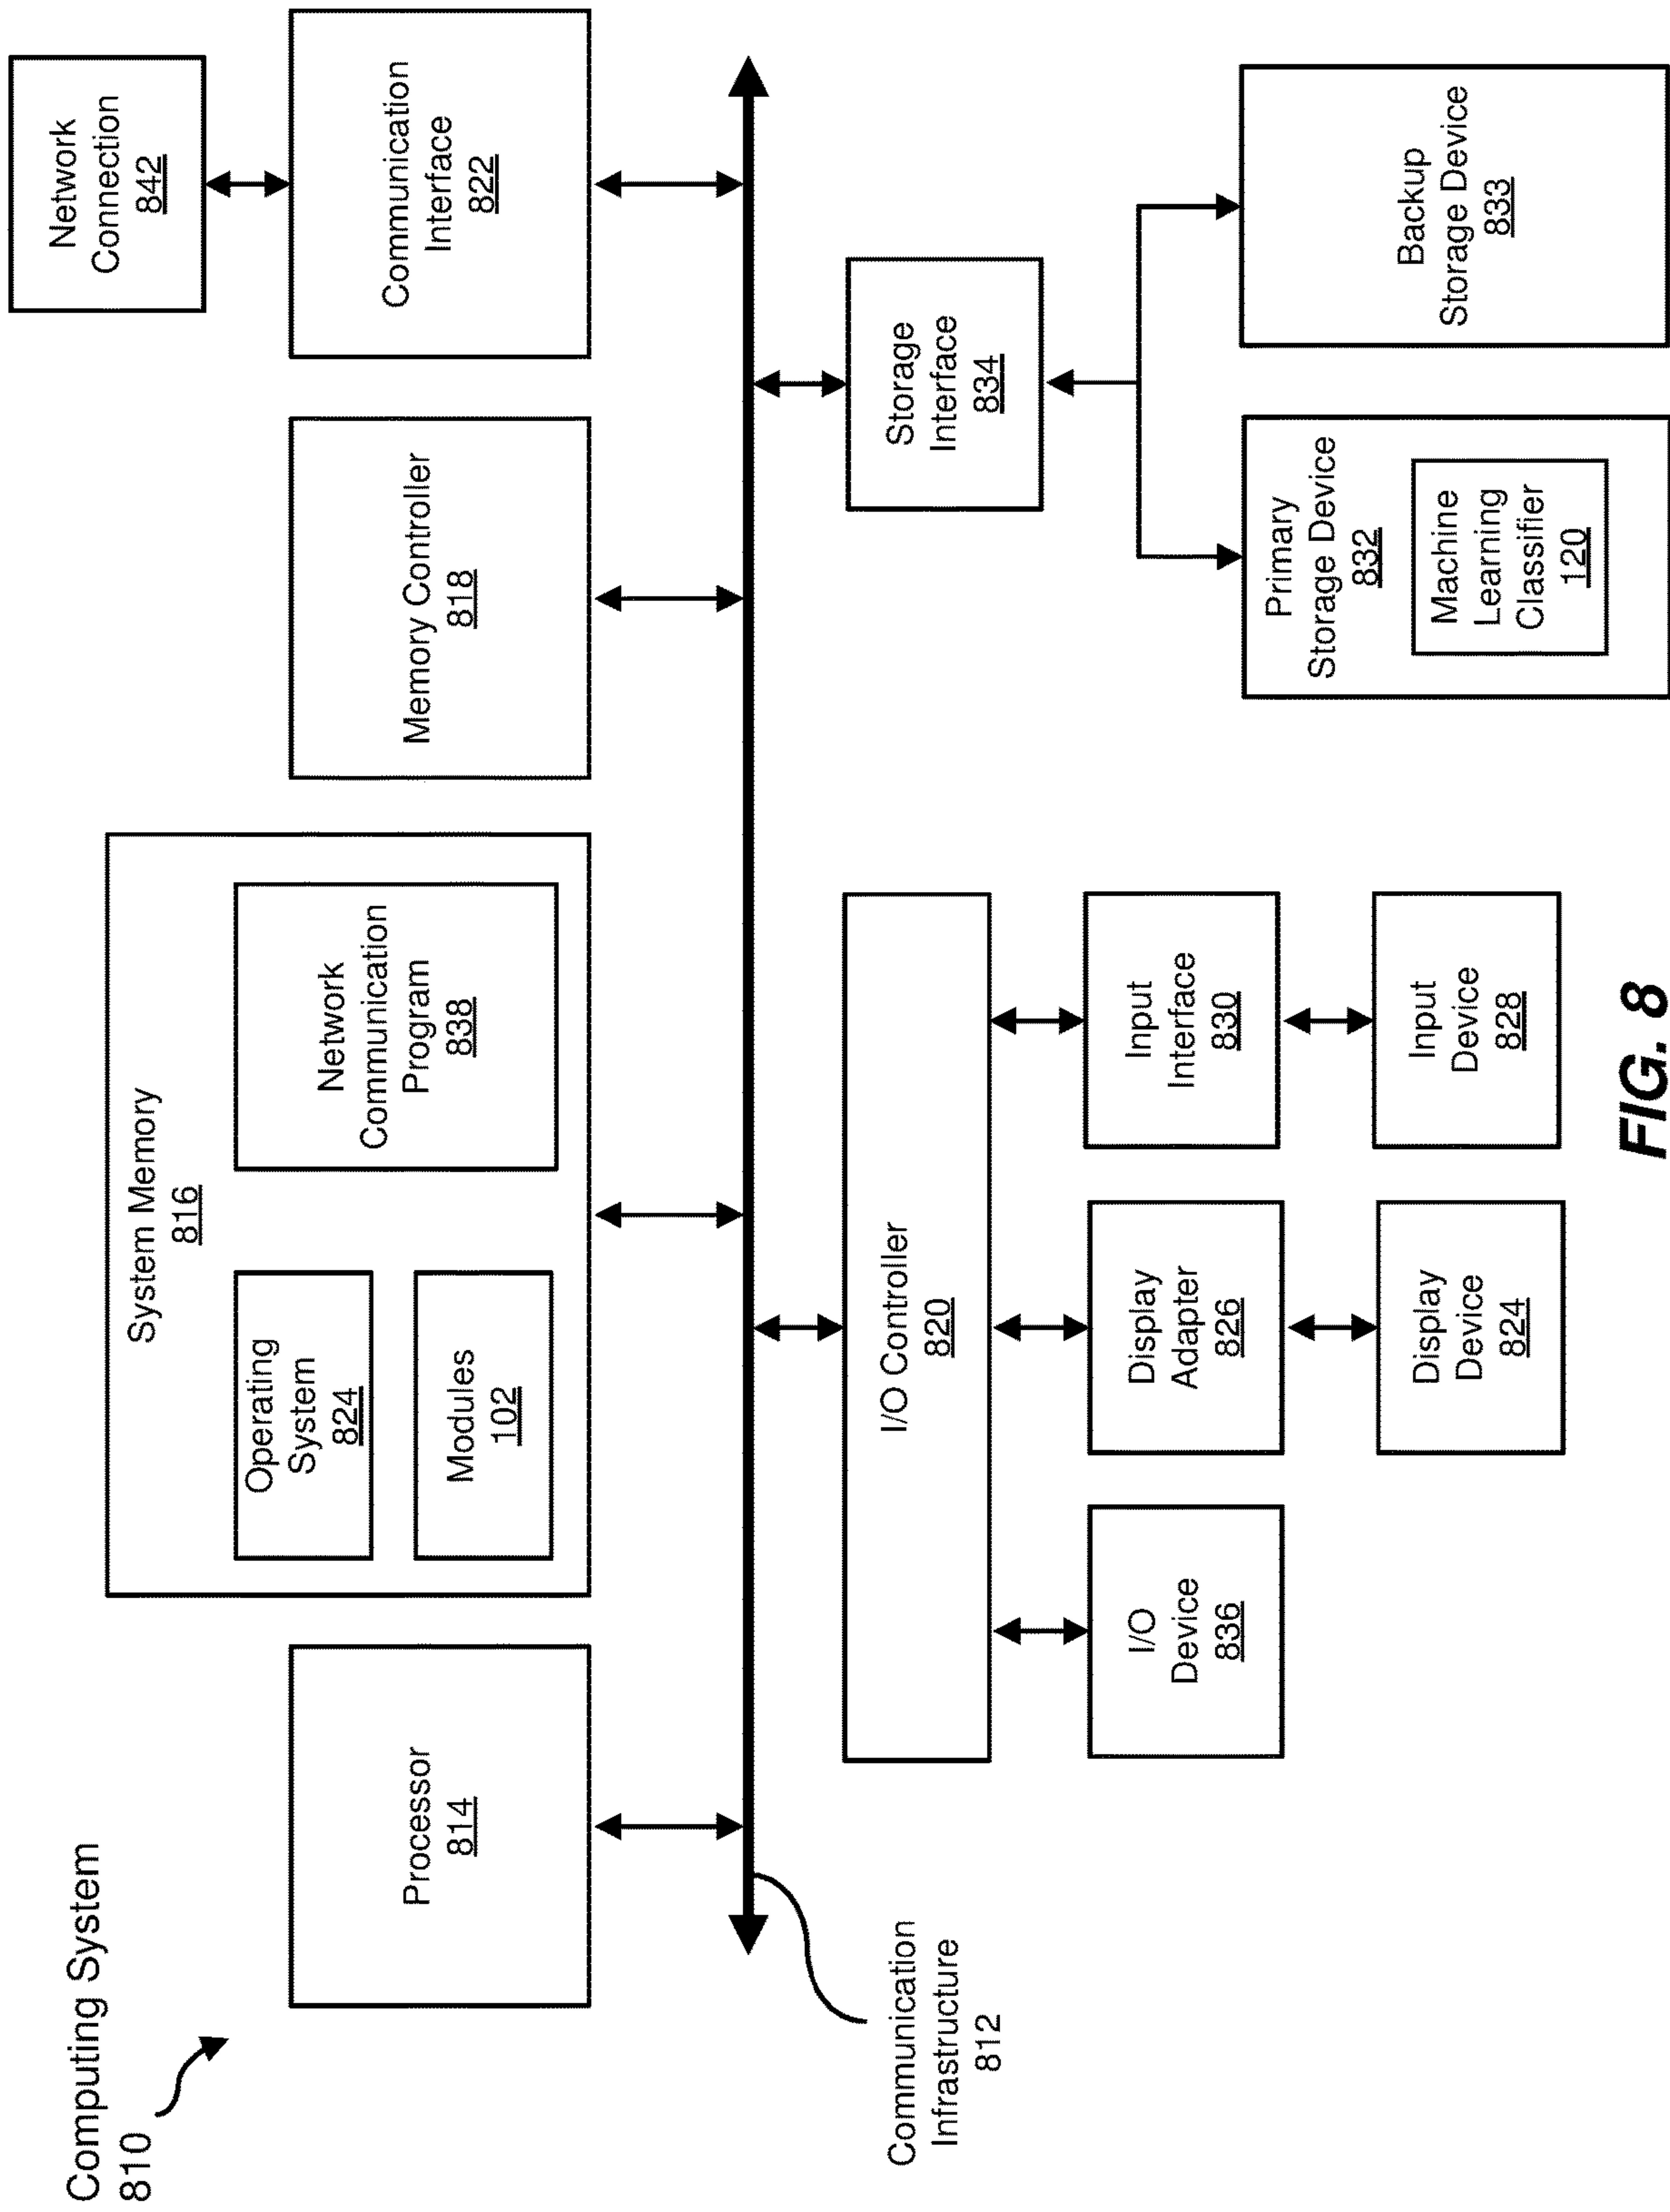 Computing System
810
Processor
814
System Memory
816
Operating
System
824
Modules
102
Network
Communication
Program
838
Memory Controller
818
Communication
Interface
822
Network
Connection
842
Communication
Infrastructure
812
I/O Controller
820
I/O
Device
836
Display
Adapter
826
Display
Device
824
Input
Interface
830
Input
Device
828
Storage
Interface
834
Primary
Storage Device
832
Machine
Learning
Classifier
120
Backup
Storage Device
833
FIG. 8